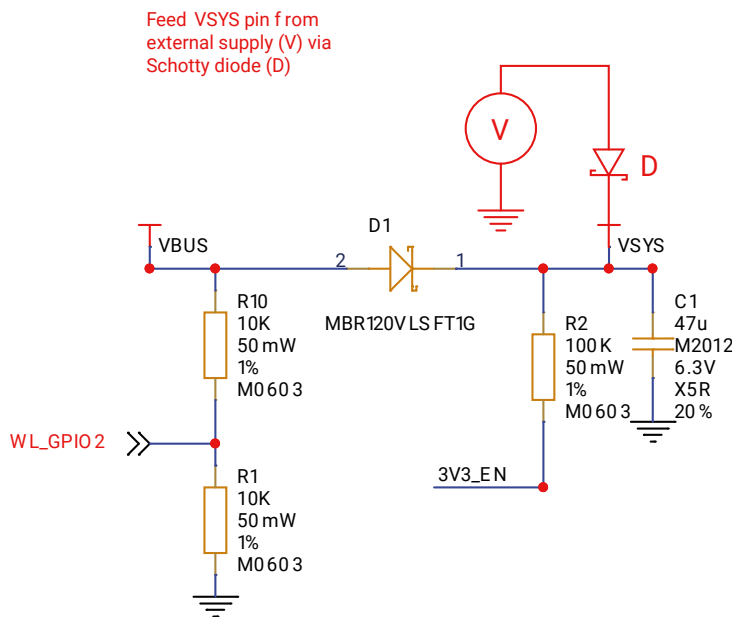 Feed VSYS pin from
external supply (V) via
Schotty diode (D)
V
D
D1
VBUS
VSYS
2
1
MBR120VLSFT1G
R10
10K
50mW
1%
M0603
R2
100K
50mW
1%
M0603
C1
47u
M2012
6.3V
X5R
20%
WL_GPIO2
3V3_EN
R1
10K
50mW
1%
M0603